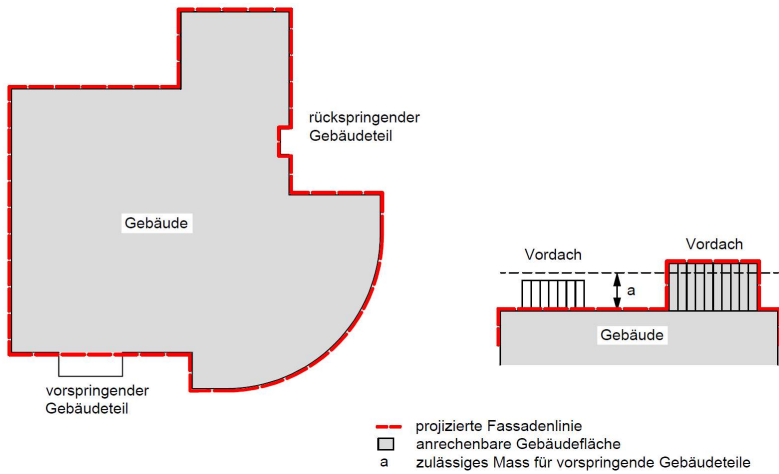 rückspringender
Gebäudeteil
Gebäude
vorspringender
Gebäudeteil
Vordach
Vordach
a
Gebäude
projizierte Fassadenlinie
anrechenbare Gebäudefläche
a zulässiges Mass für vorspringende Gebäudeteile